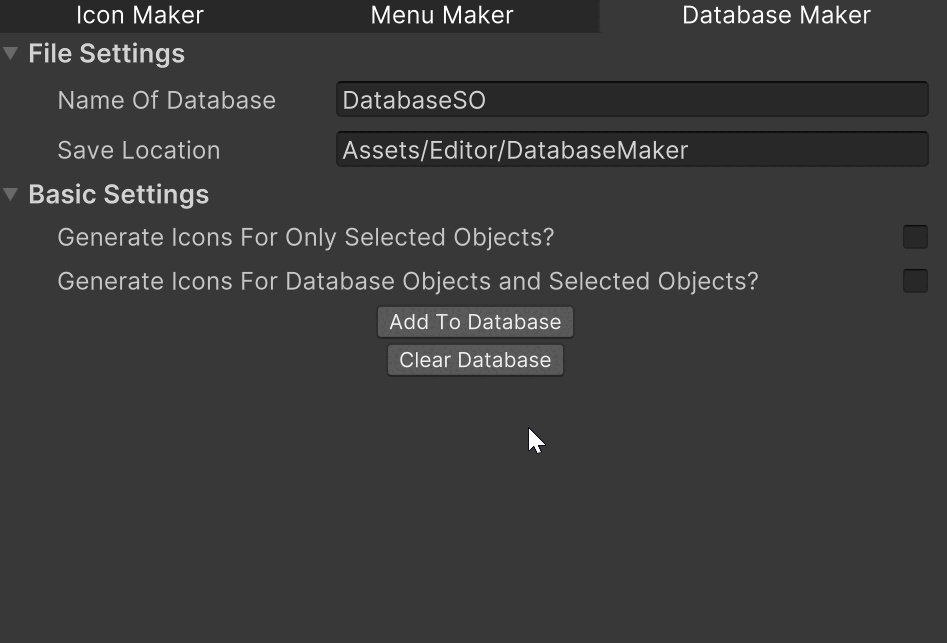 Icon Maker Menu Maker Database Maker
File Settings
Name Of Database DatabaseSO
Save Location Assets/Editor/DatabaseMaker
Basic Settings
Generate Icons For Only Selected Objects?
Generate Icons For Database Objects and Selected Objects?
Add To Database
Clear Database